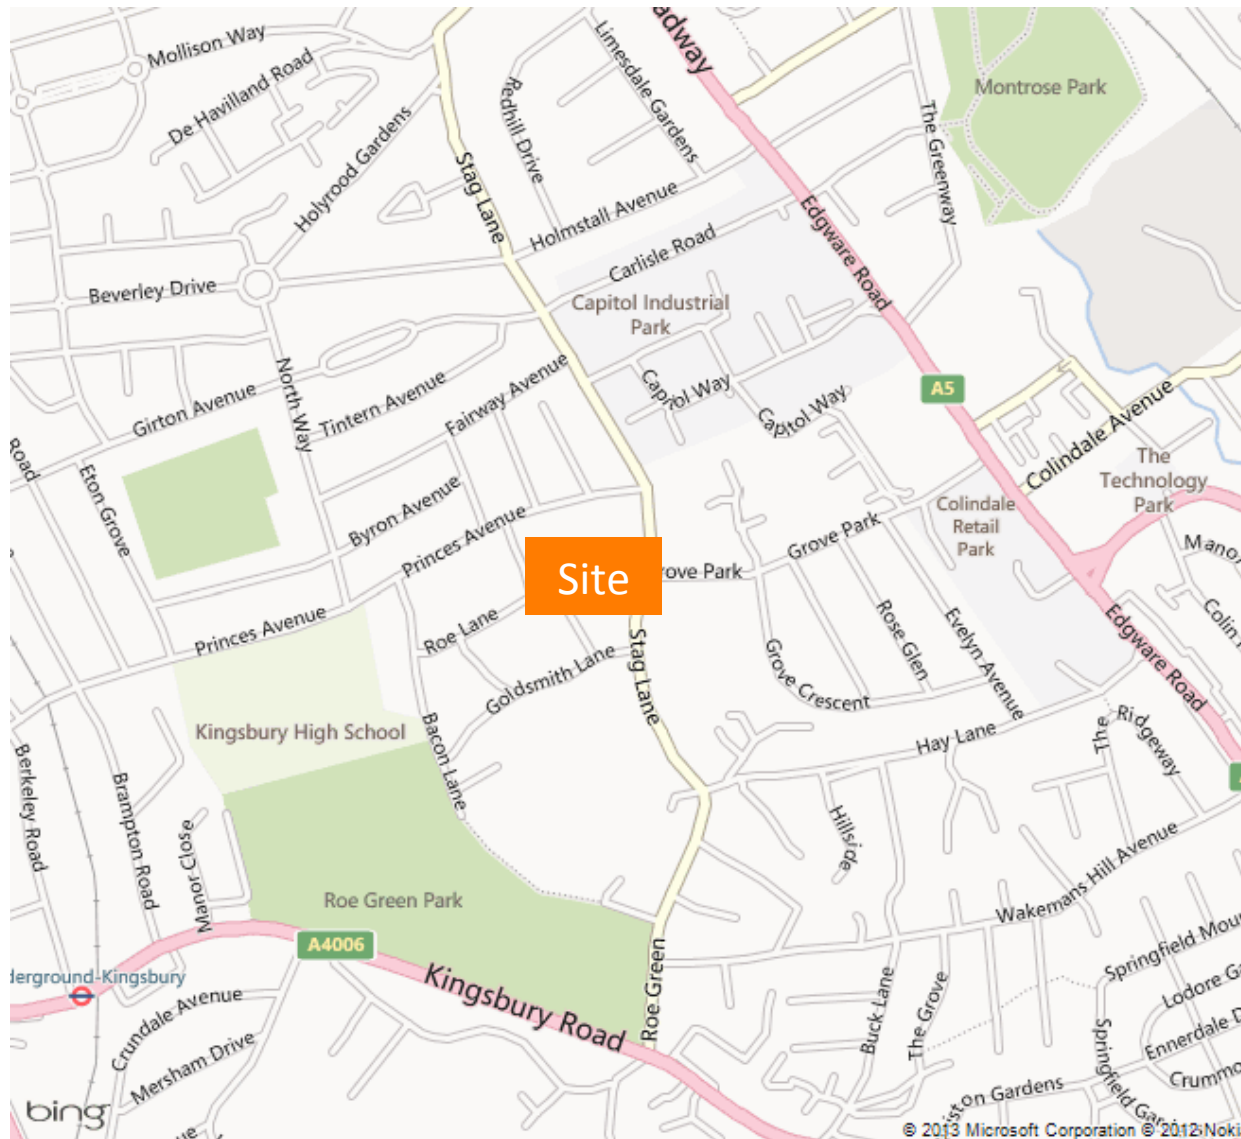 Mollison Way
De Havilland Road
Holyrood Gardens
Stag Lane
Redhill Drive
Limesdale Gardens
adway
Montrose Park
The Greenway
Holmstall Avenue
Edgware Road
Carlisle Road
Beverley Drive
Capitol Industrial
Park
North Way
Girton Avenue
Tintern Avenue
Fairway Avenue
Capitol Way
Capitol Way
A5
Colindale Avenue
The
Technology
Park
Road
Eton Grove
Byron Avenue
Princes Avenue
Grove Park
Colindale
Retail
Park
Manor
Site
rove Park
Princes Avenue
Roe Lane
Goldsmith Lane
Stag Lane
Rose Glen
Evelyn Avenue
Grove Crescent
Edgware Road
Colin
Kingsbury High School
Bacon Lane
Hay Lane
The Ridgeway
Berkeley Road
Brampton Road
Manor Close
Hillside
Roe Green Park
Wakemans Hill Avenue
A4006
derground-Kingsbury
Kingsbury Road
Roe Green
Springfield Mou
Buck Lane
The Grove
Lodore Ga
Crundale Avenue
Mersham Drive
Springfield Gardens
Ennerdale D
Crummo
iston Gardens
ue
bing
© 2013 Microsoft Corporation © 2012 Noki